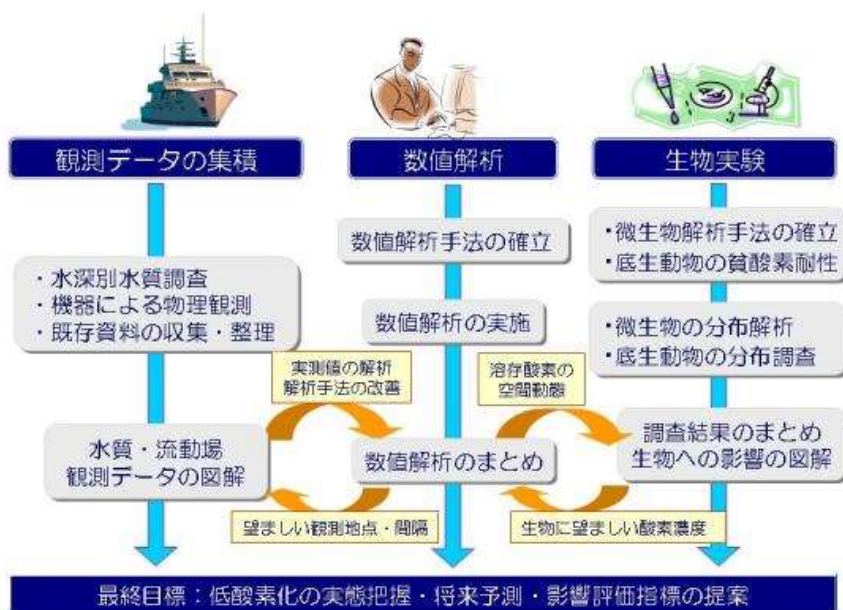 観測データの集積
数値解析
生物実験
・水深別水質調査
・機器による物理観測
・既存資料の収集・整理
数値解析手法の確立
数値解析の実施
・微生物解析手法の確立
・底生動物の貧酸素耐性
・微生物の分布解析
・底生動物の分布調査
実測値の解析
解析手法の改善
溶存酸素の
空間動態
水質・流動場
観測データの図解
数値解析のまとめ
調査結果のまとめ
生物への影響の図解
望ましい観測地点・間隔
生物に望ましい酸素濃度
最終目標：低酸素化の実態把握・将来予測・影響評価指標の提案